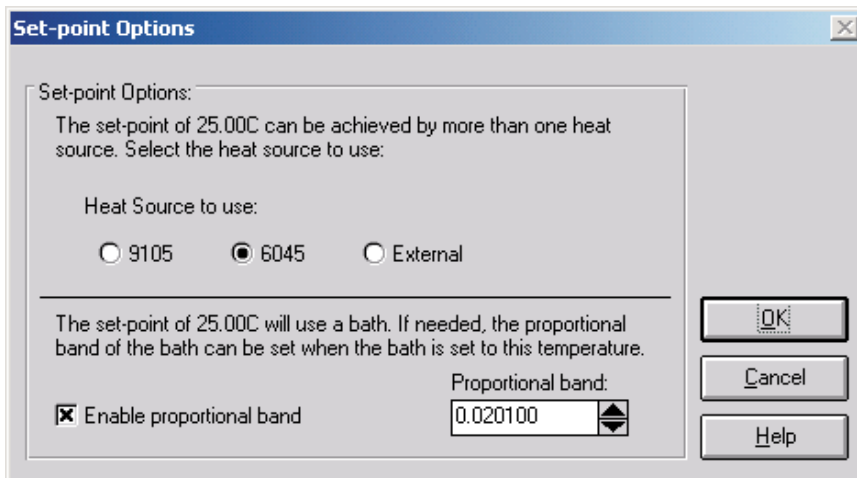 Set-point Options
Set-point Options:
The set-point of 25.00C can be achieved by more than one heat
source. Select the heat source to use:
Heat Source to use:
9105 6045 External
The set-point of 25.00C will use a bath. If needed, the proportional
band of the bath can be set when the bath is set to this temperature.
Proportional band:
Enable proportional band 0.020100
OK
Cancel
Help